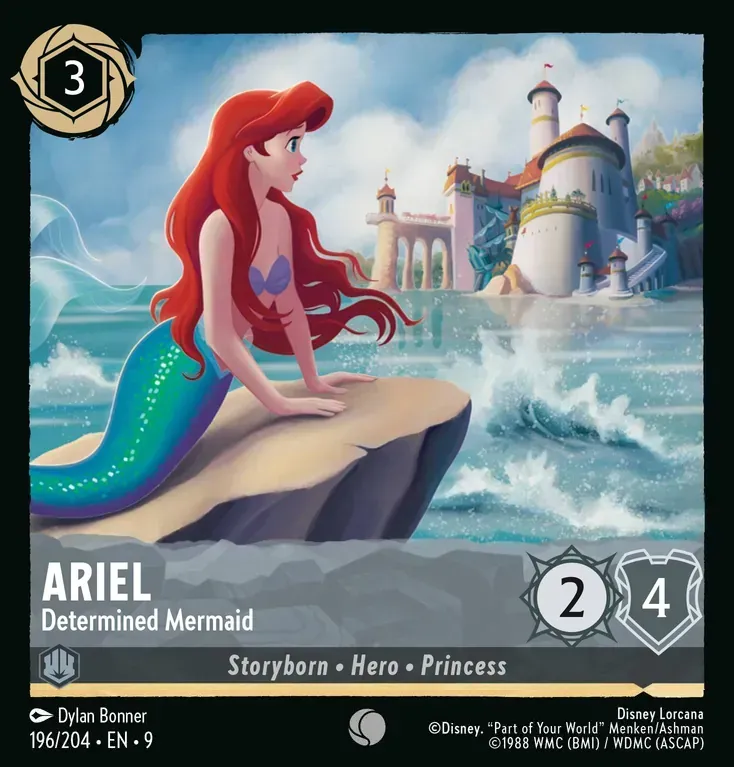 3
ARIEL
Determined Mermaid
2
4
Storyborn • Hero • Princess
Dylan Bonner
196/204 • EN • 9
Disney Lorcana
©Disney. “Part of Your World” Menken/Ashman
©1988 WMC (BMI) / WDMC (ASCAP)